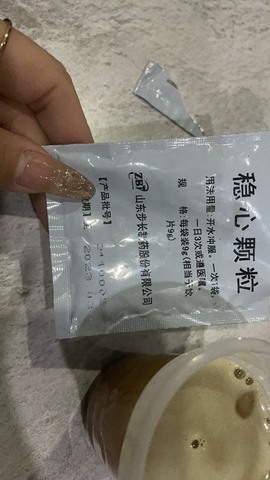 稳心颗粒
用法用量:开水冲服。一次1袋,
一日3次或遵医嘱。
规 格:每袋装9g(相当于饮
片9g)
ZBT 山东步长制药股份有限公司
【产品批号】
期】